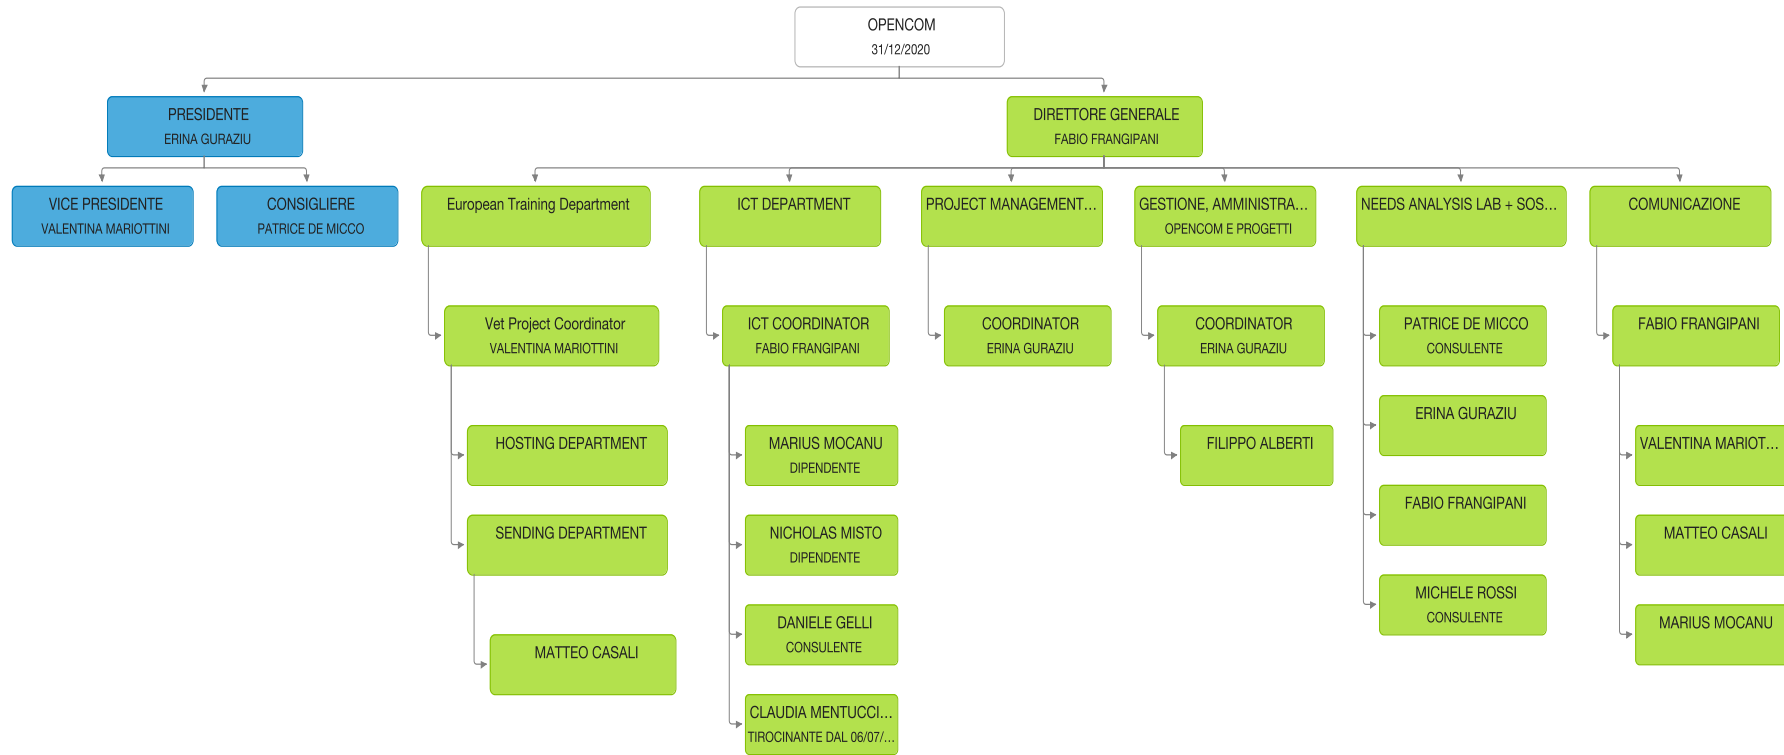 OPENCOM
31/12/2020
PRESIDENTE
ERINA GURAZIU
DIRETTORE GENERALE
FABIO FRANGIPANI
VICE PRESIDENTE
VALENTINA MARIOTTINI
CONSIGLIERE
PATRICE DE MICCO
European Training Department
ICT DEPARTMENT
PROJECT MANAGEMENT...
GESTIONE, AMMINISTRA...
OPENCOM E PROGETTI
NEEDS ANALYSIS LAB + SOS...
COMUNICAZIONE
Vet Project Coordinator
VALENTINA MARIOTTINI
ICT COORDINATOR
FABIO FRANGIPANI
COORDINATOR
ERINA GURAZIU
COORDINATOR
ERINA GURAZIU
PATRICE DE MICCO
CONSULENTE
FABIO FRANGIPANI
ERINA GURAZIU
HOSTING DEPARTMENT
MARIUS MOCANU
DIPENDENTE
FILIPPO ALBERTI
VALENTINA MARIOT...
FABIO FRANGIPANI
SENDING DEPARTMENT
NICHOLAS MISTO
DIPENDENTE
MATTEO CASALI
MICHELE ROSSI
CONSULENTE
DANIELE GELLI
CONSULENTE
MARIUS MOCANU
MATTEO CASALI
CLAUDIA MENTUCCI...
TIROCINANTE DAL 06/07/...